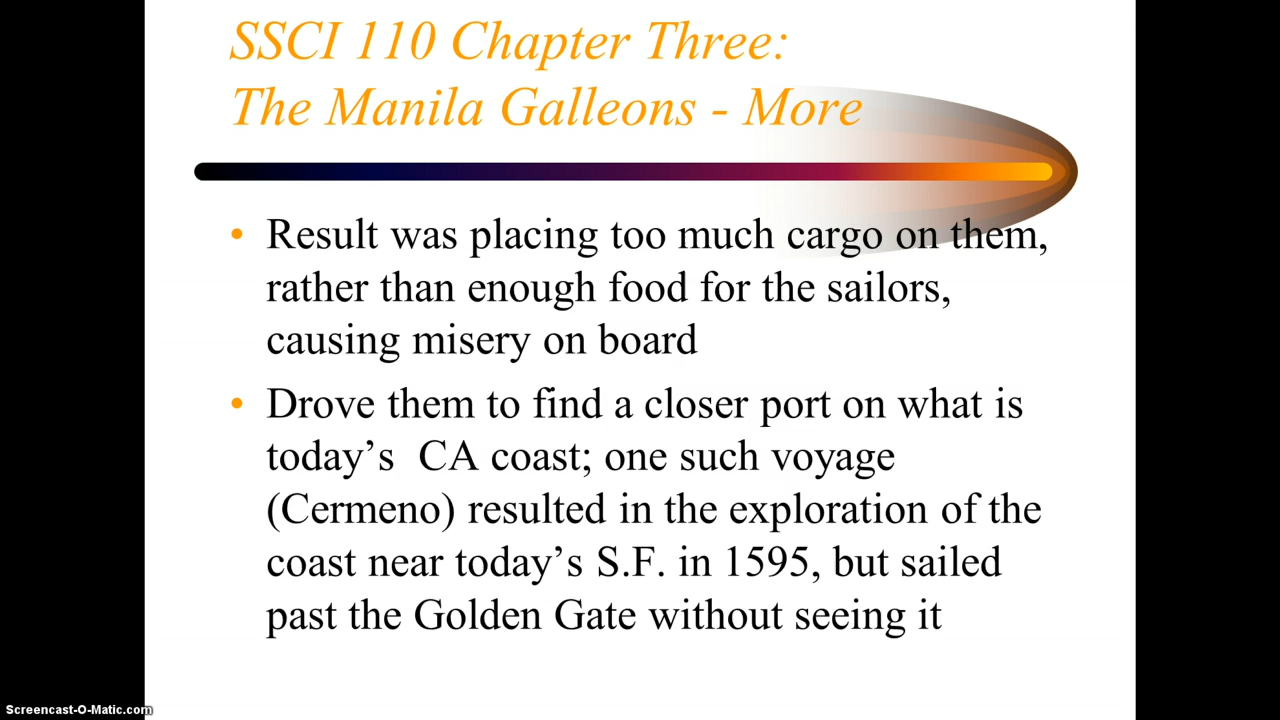 SSCI 110 Chapter Three:
The Manila Galleons - More
• Result was placing too much cargo on them,
rather than enough food for the sailors,
causing misery on board
• Drove them to find a closer port on what is
today’s  CA coast; one such voyage
(Cermeno) resulted in the exploration of the
coast near today’s S.F. in 1595, but sailed
past the Golden Gate without seeing it
Screencast-O-Matic.com